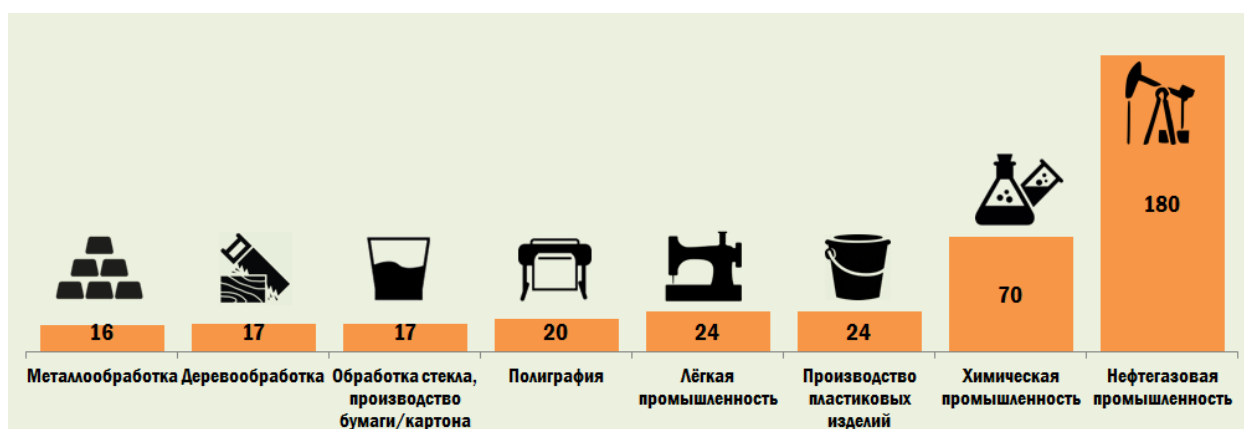 180
70
16
17
17
20
24
24
Металлообработка
Деревообработка
Обработка стекла,
производство
бумаги/картона
Полиграфия
Лёгкая
промышленность
Производство
пластиковых
изделий
Химическая
промышленность
Нефтегазовая
промышленность